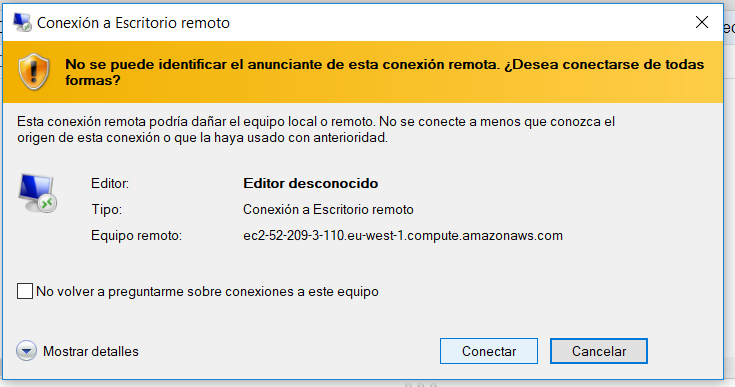 Conexión a Escritorio remoto
No se puede identificar el anunciante de esta conexión remota. ¿Desea conectarse de todas
formas?
Esta conexión remota podría dañar el equipo local o remoto. No se conecte a menos que conozca el
origen de esta conexión o que la haya usado con anterioridad.
Editor: Editor desconocido
Tipo: Conexión a Escritorio remoto
Equipo remoto: ec2-52-209-3-110.eu-west-1.compute.amazonaws.com
No volver a preguntarme sobre conexiones a este equipo
Mostrar detalles Conectar Cancelar